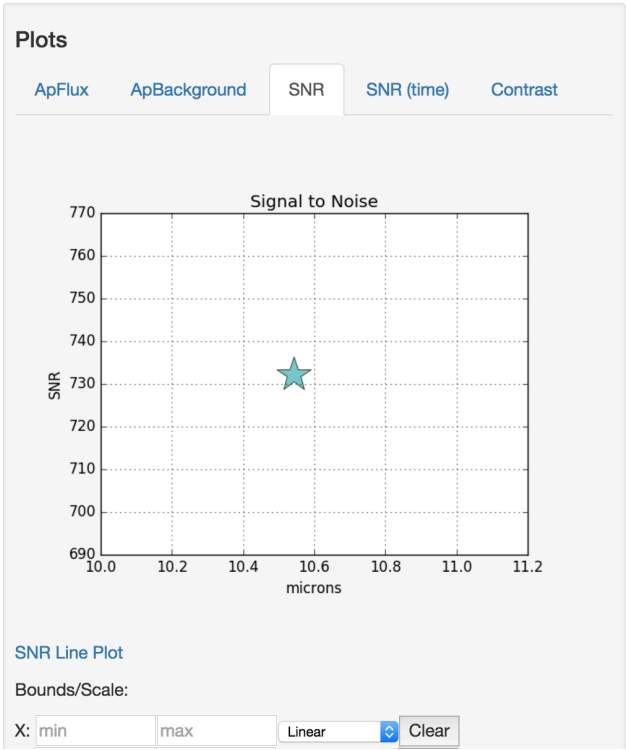 Plots
ApFlux ApBackground SNR SNR (time) Contrast
Signal to Noise
770
760
750
740
730
720
710
700
690
SNR
10.0 10.2 10.4 10.6 10.8 11.0 11.2
microns
SNR Line Plot
Bounds/Scale:
X: min max Linear Clear